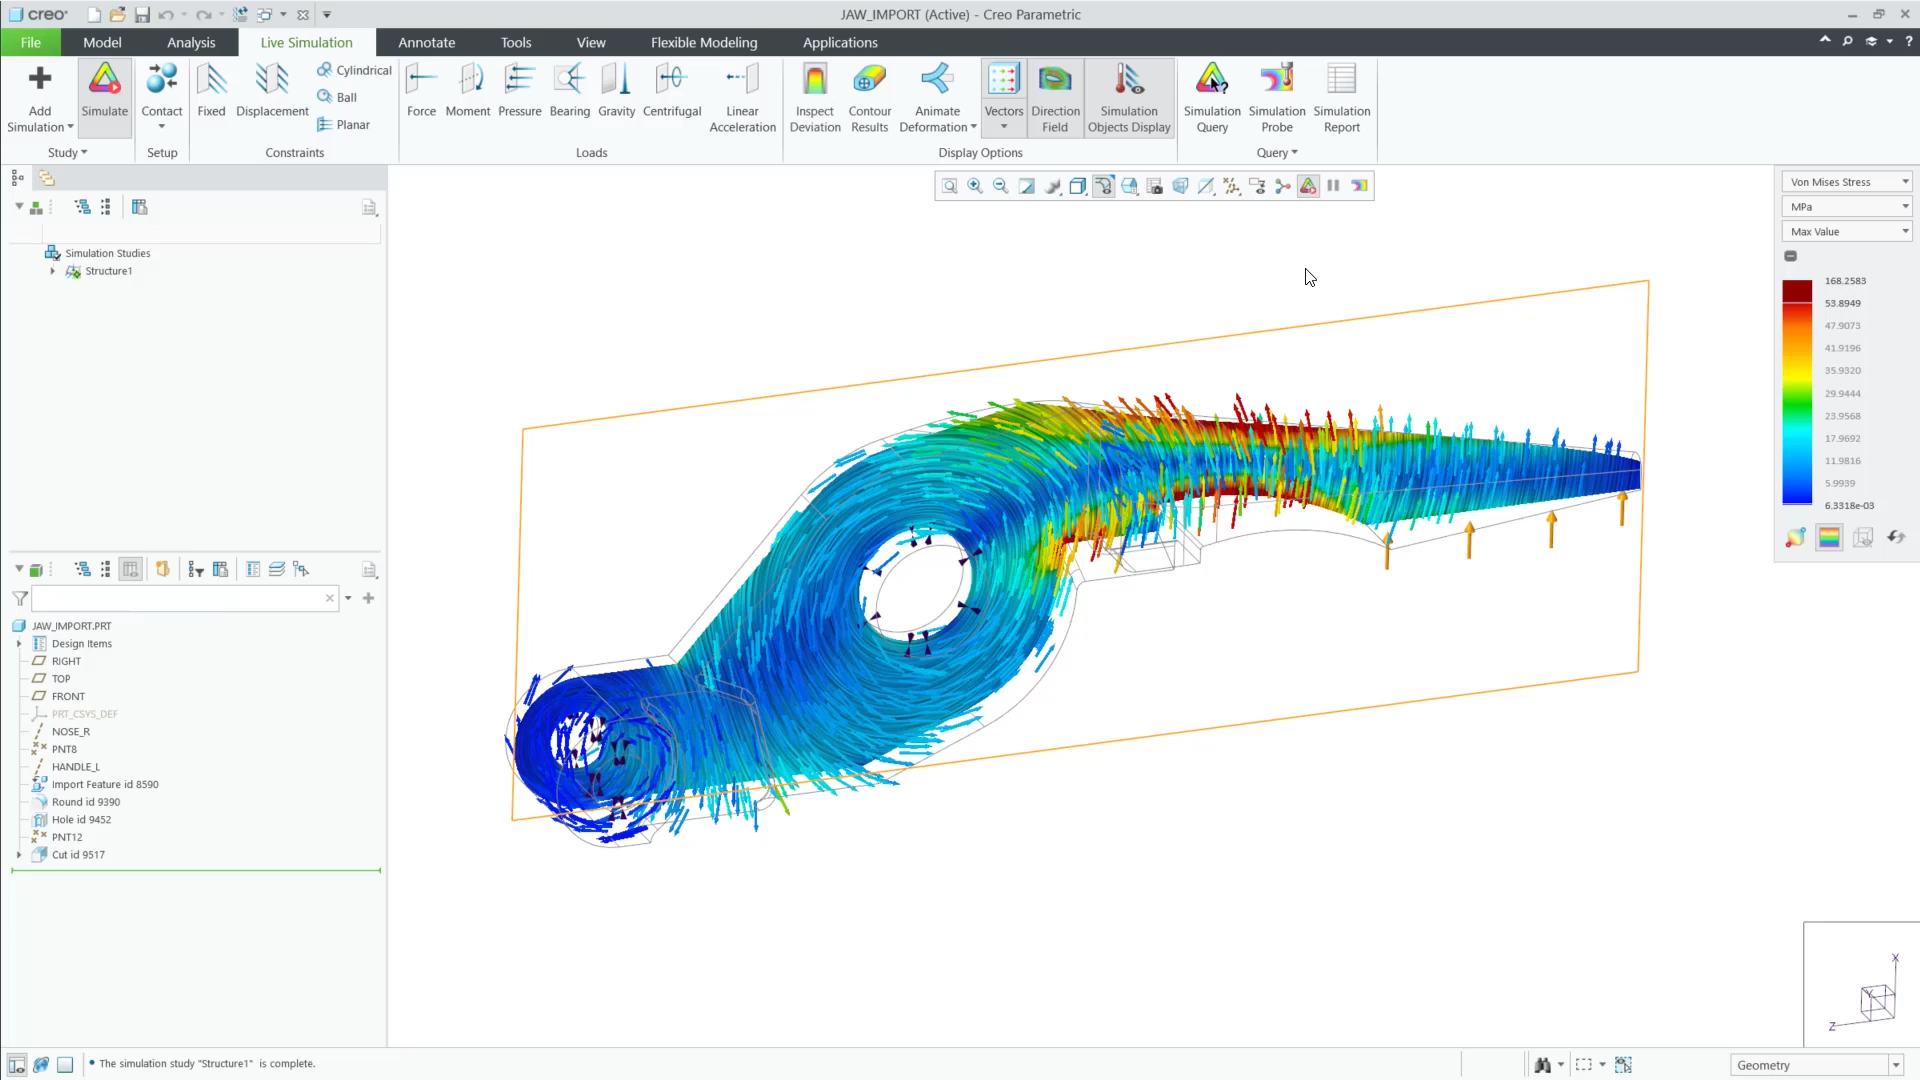 creo
JAW_IMPORT (Active) - Creo Parametric
File
Model
Analysis
Live Simulation
Annotate
Tools
View
Flexible Modeling
Applications
?
Add Simulation
Simulate
Contact
Fixed
Displacement
Cylindrical
Ball
Planar
Force
Moment
Pressure
Bearing
Gravity
Centrifugal
Linear Acceleration
Inspect Deviation
Contour Results
Animate Deformation
Vectors
Direction Field
Simulation Objects Display
Simulation Query
Simulation Probe
Simulation Report
Study
Setup
Constraints
Loads
Display Options
Query
Simulation Studies
Structure1
JAW_IMPORT.PRT
Design Items
RIGHT
TOP
FRONT
PRT_CSYS_DEF
NOSE_R
PNT8
HANDLE_L
Import Feature id 8590
Round id 9390
Hole id 9452
PNT12
Cut id 9517
Von Mises Stress
MPa
Max Value
168.2583
53.8949
47.9073
41.9196
35.9320
29.9444
23.9568
17.9692
11.9816
5.9939
6.3318e-03
X
Y
Z
The simulation study "Structure1" is complete.
Geometry